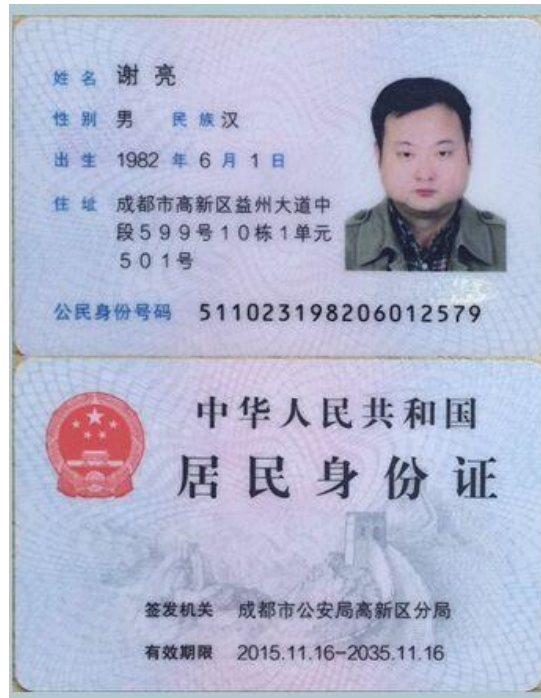 姓名 谢亮
性别 男 民族 汉
出生 1982 年 6 月 1 日
住址 成都市高新区益州大道中
段599号10栋1单元
501号
公民身份号码 511023198206012579
中华人民共和国
居民身份证
签发机关 成都市公安局高新区分局
有效期限 2015.11.16-2035.11.16